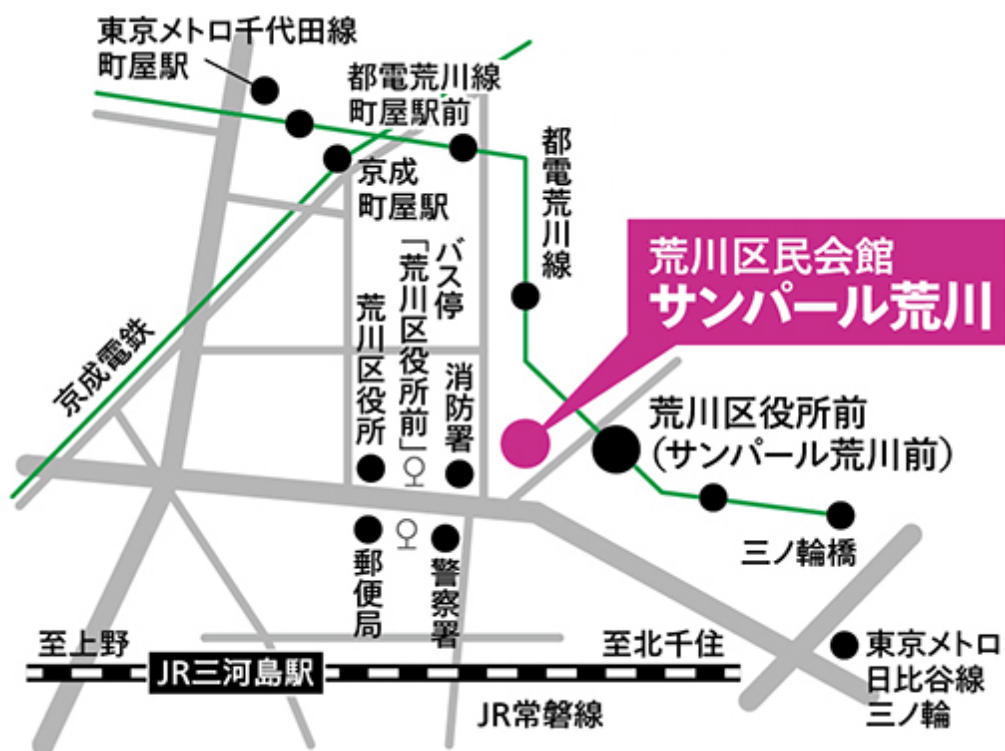 東京メトロ千代田線
町屋駅
都電荒川線
町屋駅前
京成
町屋駅
都電荒川線
荒川区民会館
サンパール荒川
バス停
「荒川区役所前」
荒川区役所
消防署
京成電鉄
荒川区役所前
（サンパール荒川前）
三ノ輪橋
郵便局
警察署
至上野
至北千住
JR三河島駅
JR常磐線
東京メトロ
日比谷線
三ノ輪